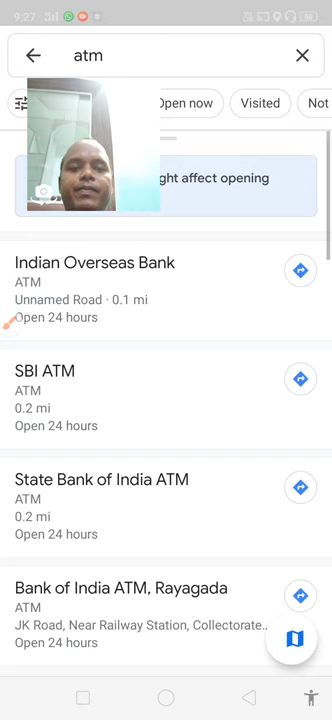 9:27
atm
Open now
Visited
Not
ght affect opening
Indian Overseas Bank
ATM
Unnamed Road · 0.1 mi
Open 24 hours
SBI ATM
ATM
0.2 mi
Open 24 hours
State Bank of India ATM
ATM
0.2 mi
Open 24 hours
Bank of India ATM, Rayagada
ATM
JK Road, Near Railway Station, Collectorate..
Open 24 hours